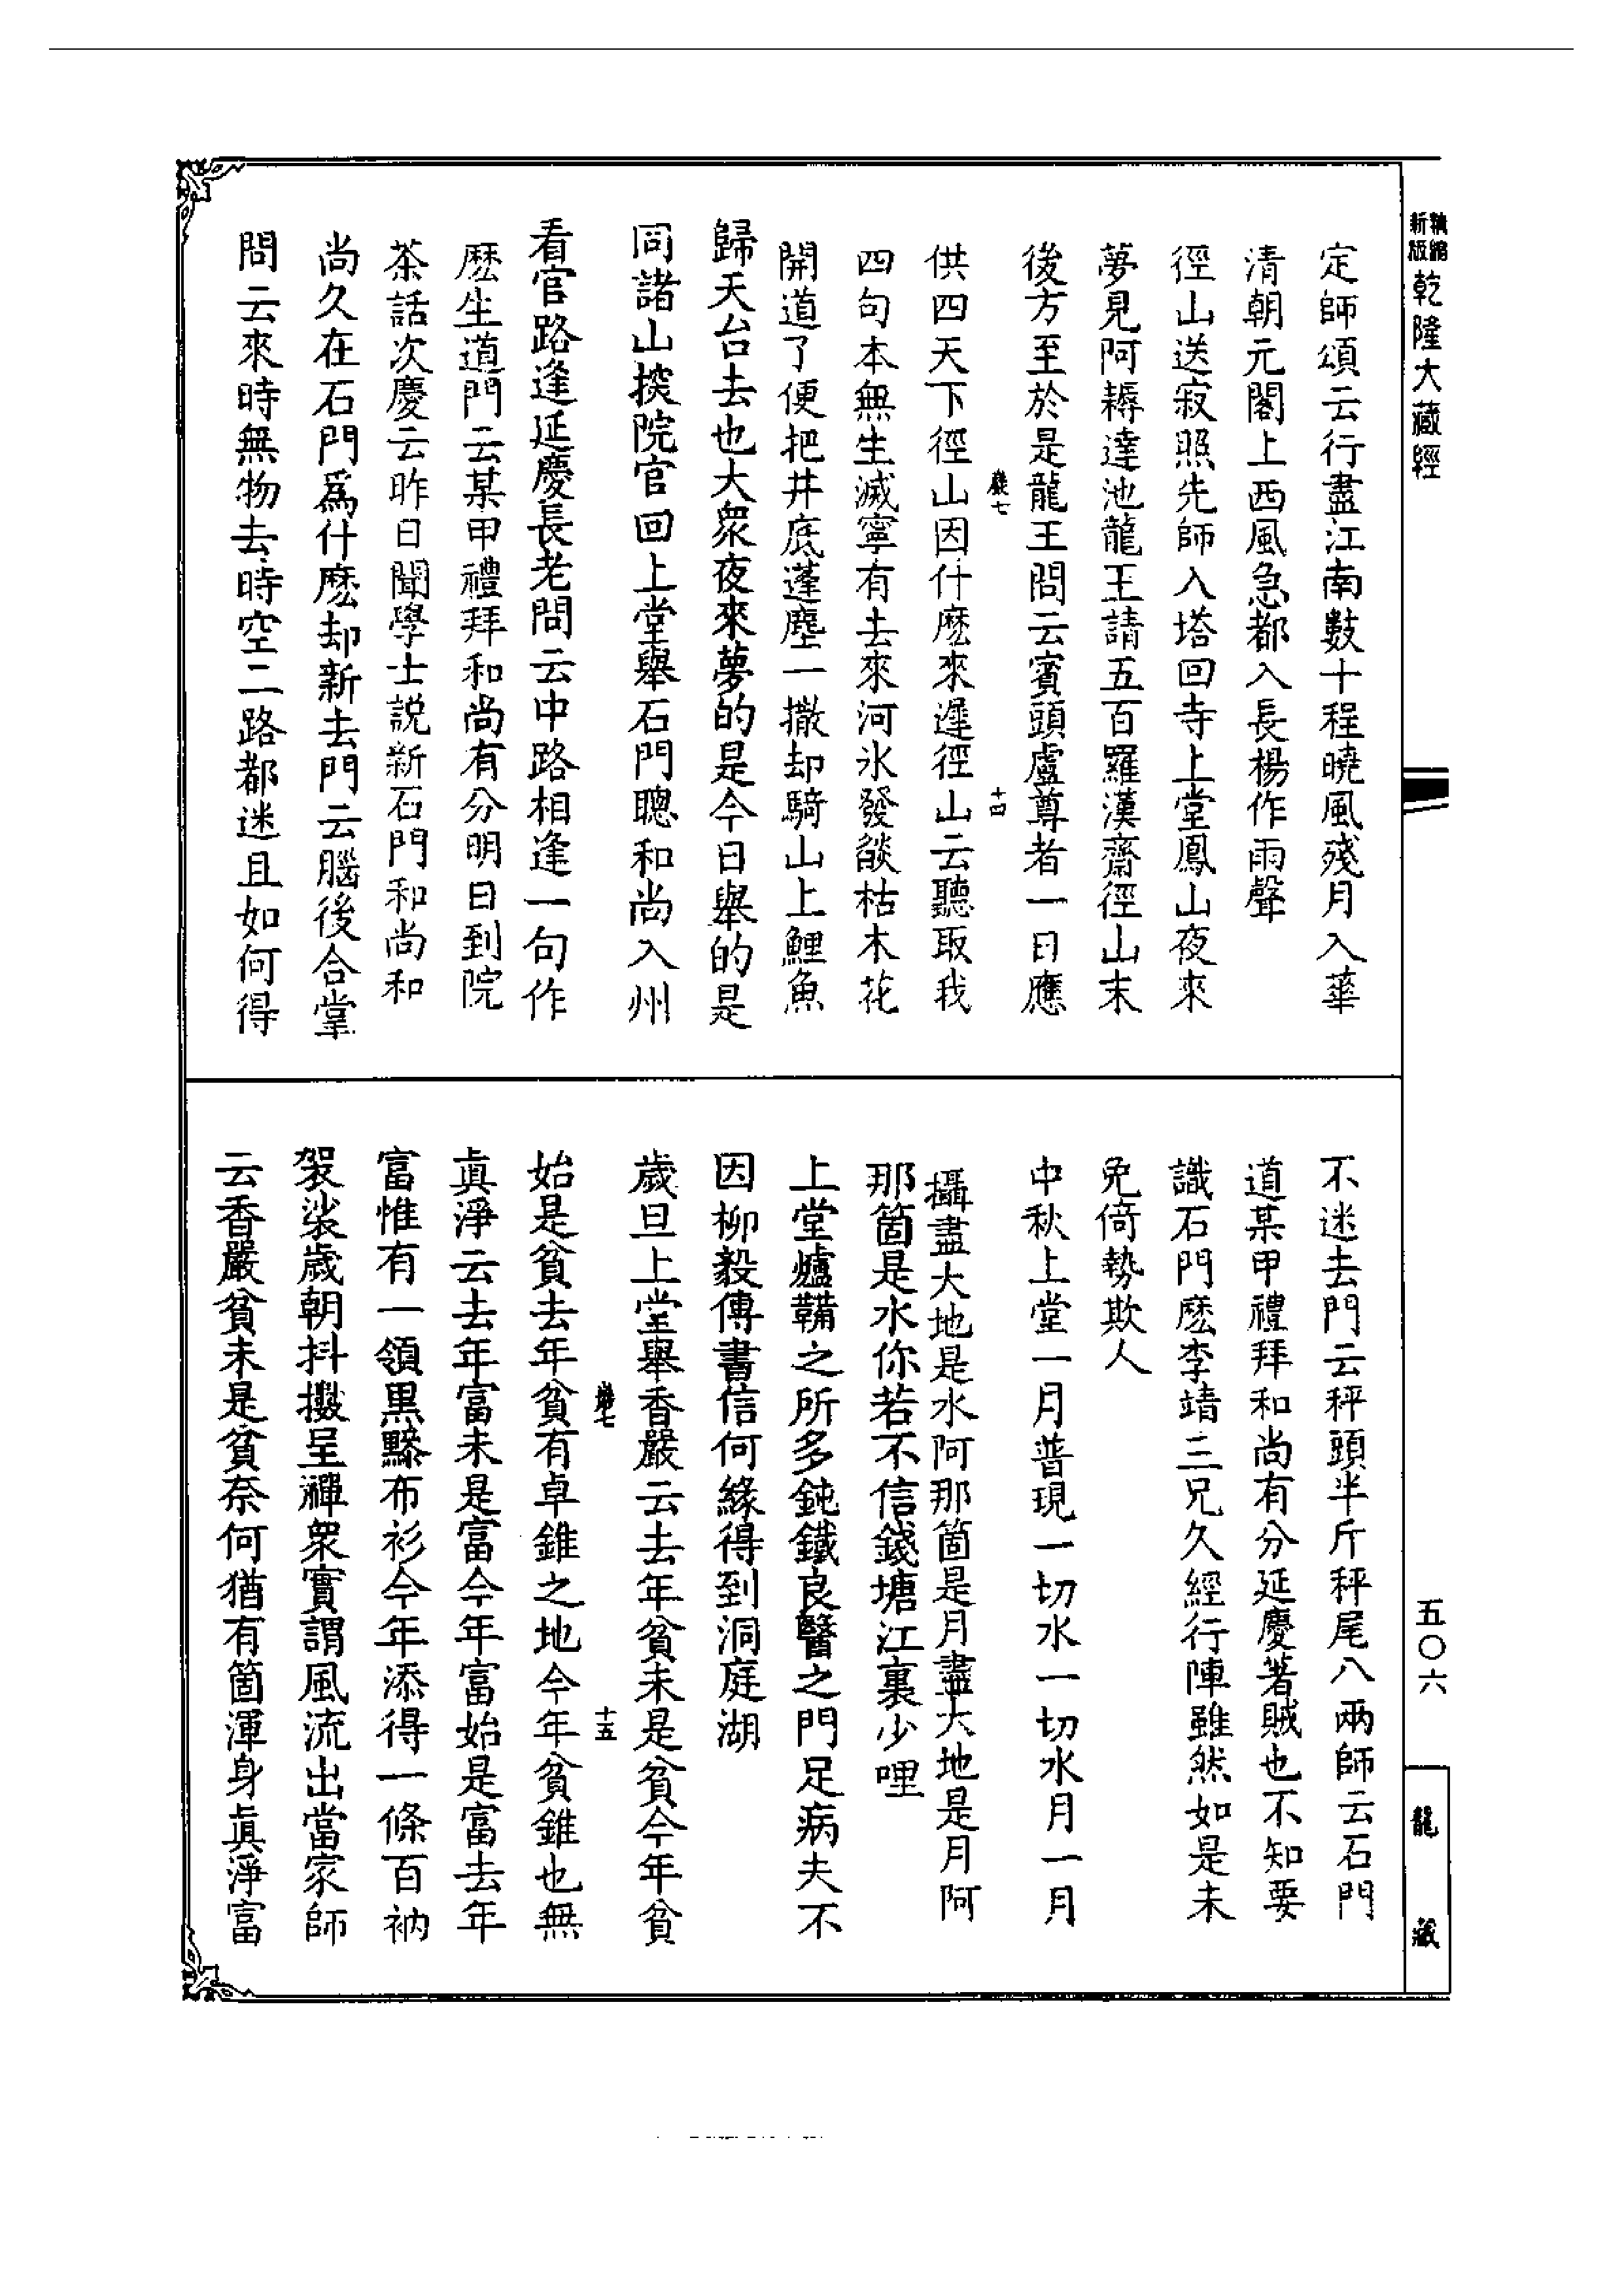 精編
新版
乾隆大藏經
定師頌云行盡江南數十程曉風殘月入華
清朝元閣上西風急都入長楊作雨聲
徑山送寂照先師入塔回寺上堂鳳山夜來
夢見阿耨達池龍王請五百羅漢齋徑山末
後方至於是龍王問云賓頭盧尊者一日應
七
十四
供四天下徑山因什麽來遲徑山云聽取我
四句本無生滅寧有去來河氷發燄枯木花
開道了便把井底蓬塵一撒却騎山上鯉魚
歸天台去也大衆夜來夢的是今日舉的是
同諸山挨院官回上堂舉石門聰和尚入州
看官路逢延慶長老問云中路相逢一句作
麽生道門云某甲禮拜和尚有分明日到院
茶話次慶云昨日聞學士説新石門和尚和
尚久在石門爲什麽却新去門云腦後合掌
問云來時無物去時空二路都迷且如何得
不迷去門云秤頭半斤秤尾八兩師云石門
道某甲禮拜和尚有分延慶著賊也不知要
識石門麽李靖三兄久經行陣雖然如是未
免倚勢欺人
中秋上堂一月普現一切水一切水月一月
攝盡大地是水阿那箇是月盡大地是月阿
那箇是水你若不信錢塘江裏少哩
上堂爐鞴之所多鈍鐵良醫之門足病夫不
因柳毅傳書信何緣得到洞庭湖
歲旦上堂舉香嚴云去年貧未是貧今年貧
七
十五
始是貧去年貧有卓錐之地今年貧錐也無
眞淨云去年富未是富今年富始是富去年
富惟有一領黒黪布衫今年添得一條百衲
袈裟歲朝抖擻呈禪衆實謂風流出當家師
云香嚴貧未是貧奈何猶有箇渾身眞淨富
五〇六
龍藏